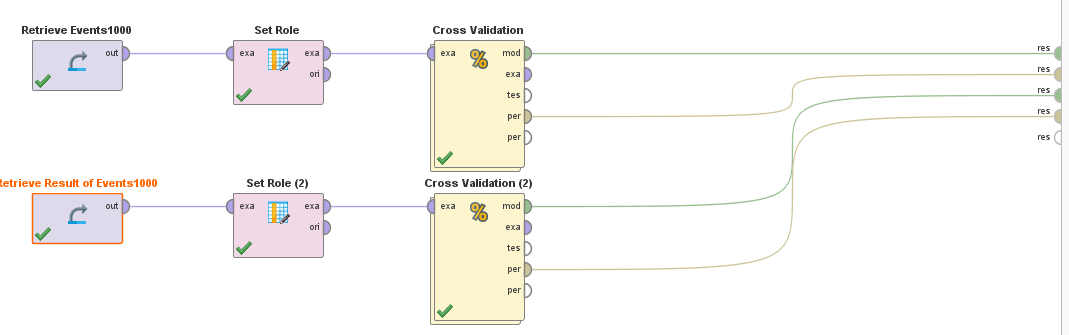 Retrieve Events1000
Set Role
Cross Validation
out
exa
exa
ori
exa
%
mod
exa
tes
per
per
res
res
res
res
res
etrieve Result of Events1000
Set Role (2)
Cross Validation (2)
out
exa
exa
ori
exa
%
mod
exa
tes
per
per